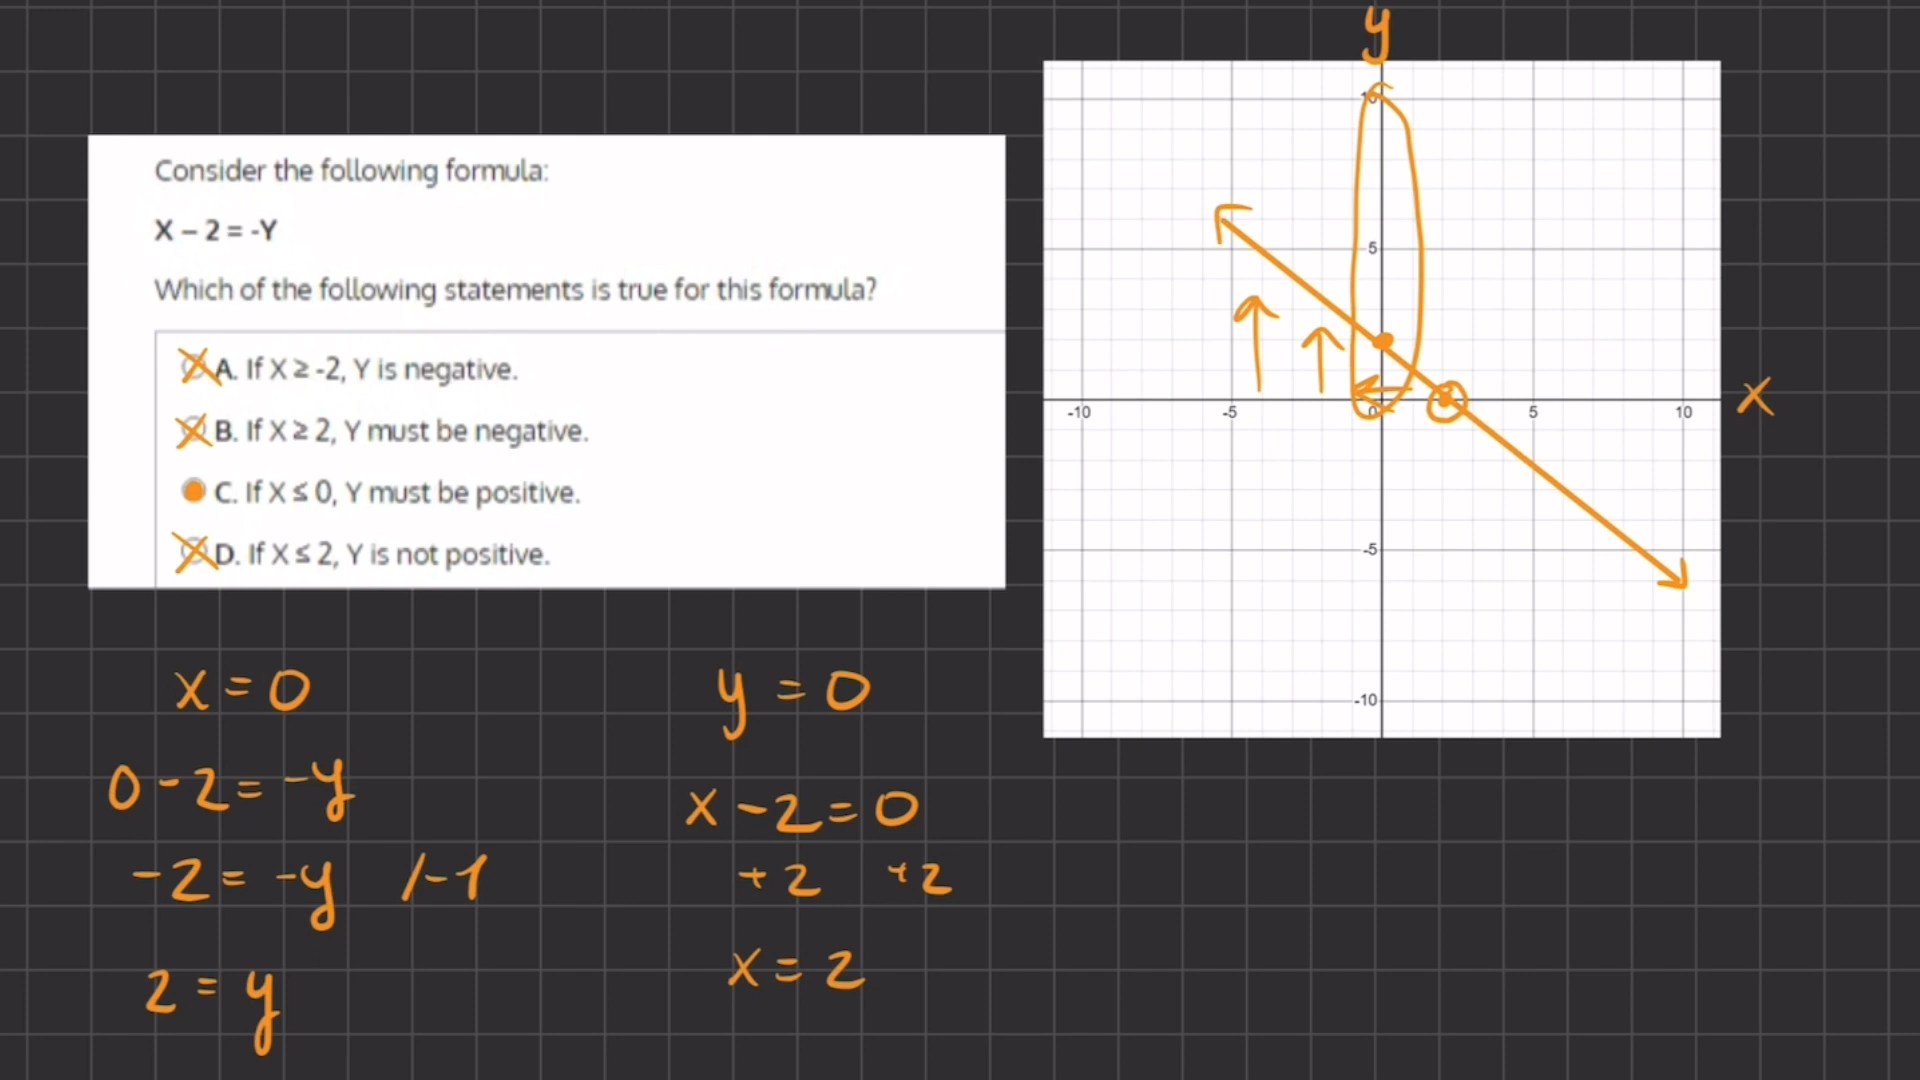 Consider the following formula:
X – 2 = -Y
Which of the following statements is true for this formula?
A. If X ≥ -2, Y is negative.
B. If X ≥ 2, Y must be negative.
C. If X ≤ 0, Y must be positive.
D. If X ≤ 2, Y is not positive.
y
10
5
-10
-5
0
5
10
x
-5
-10
x = 0
0 - 2 = -y
-2 = -y /-1
2 = y
y = 0
x - 2 = 0
+2 +2
x = 2